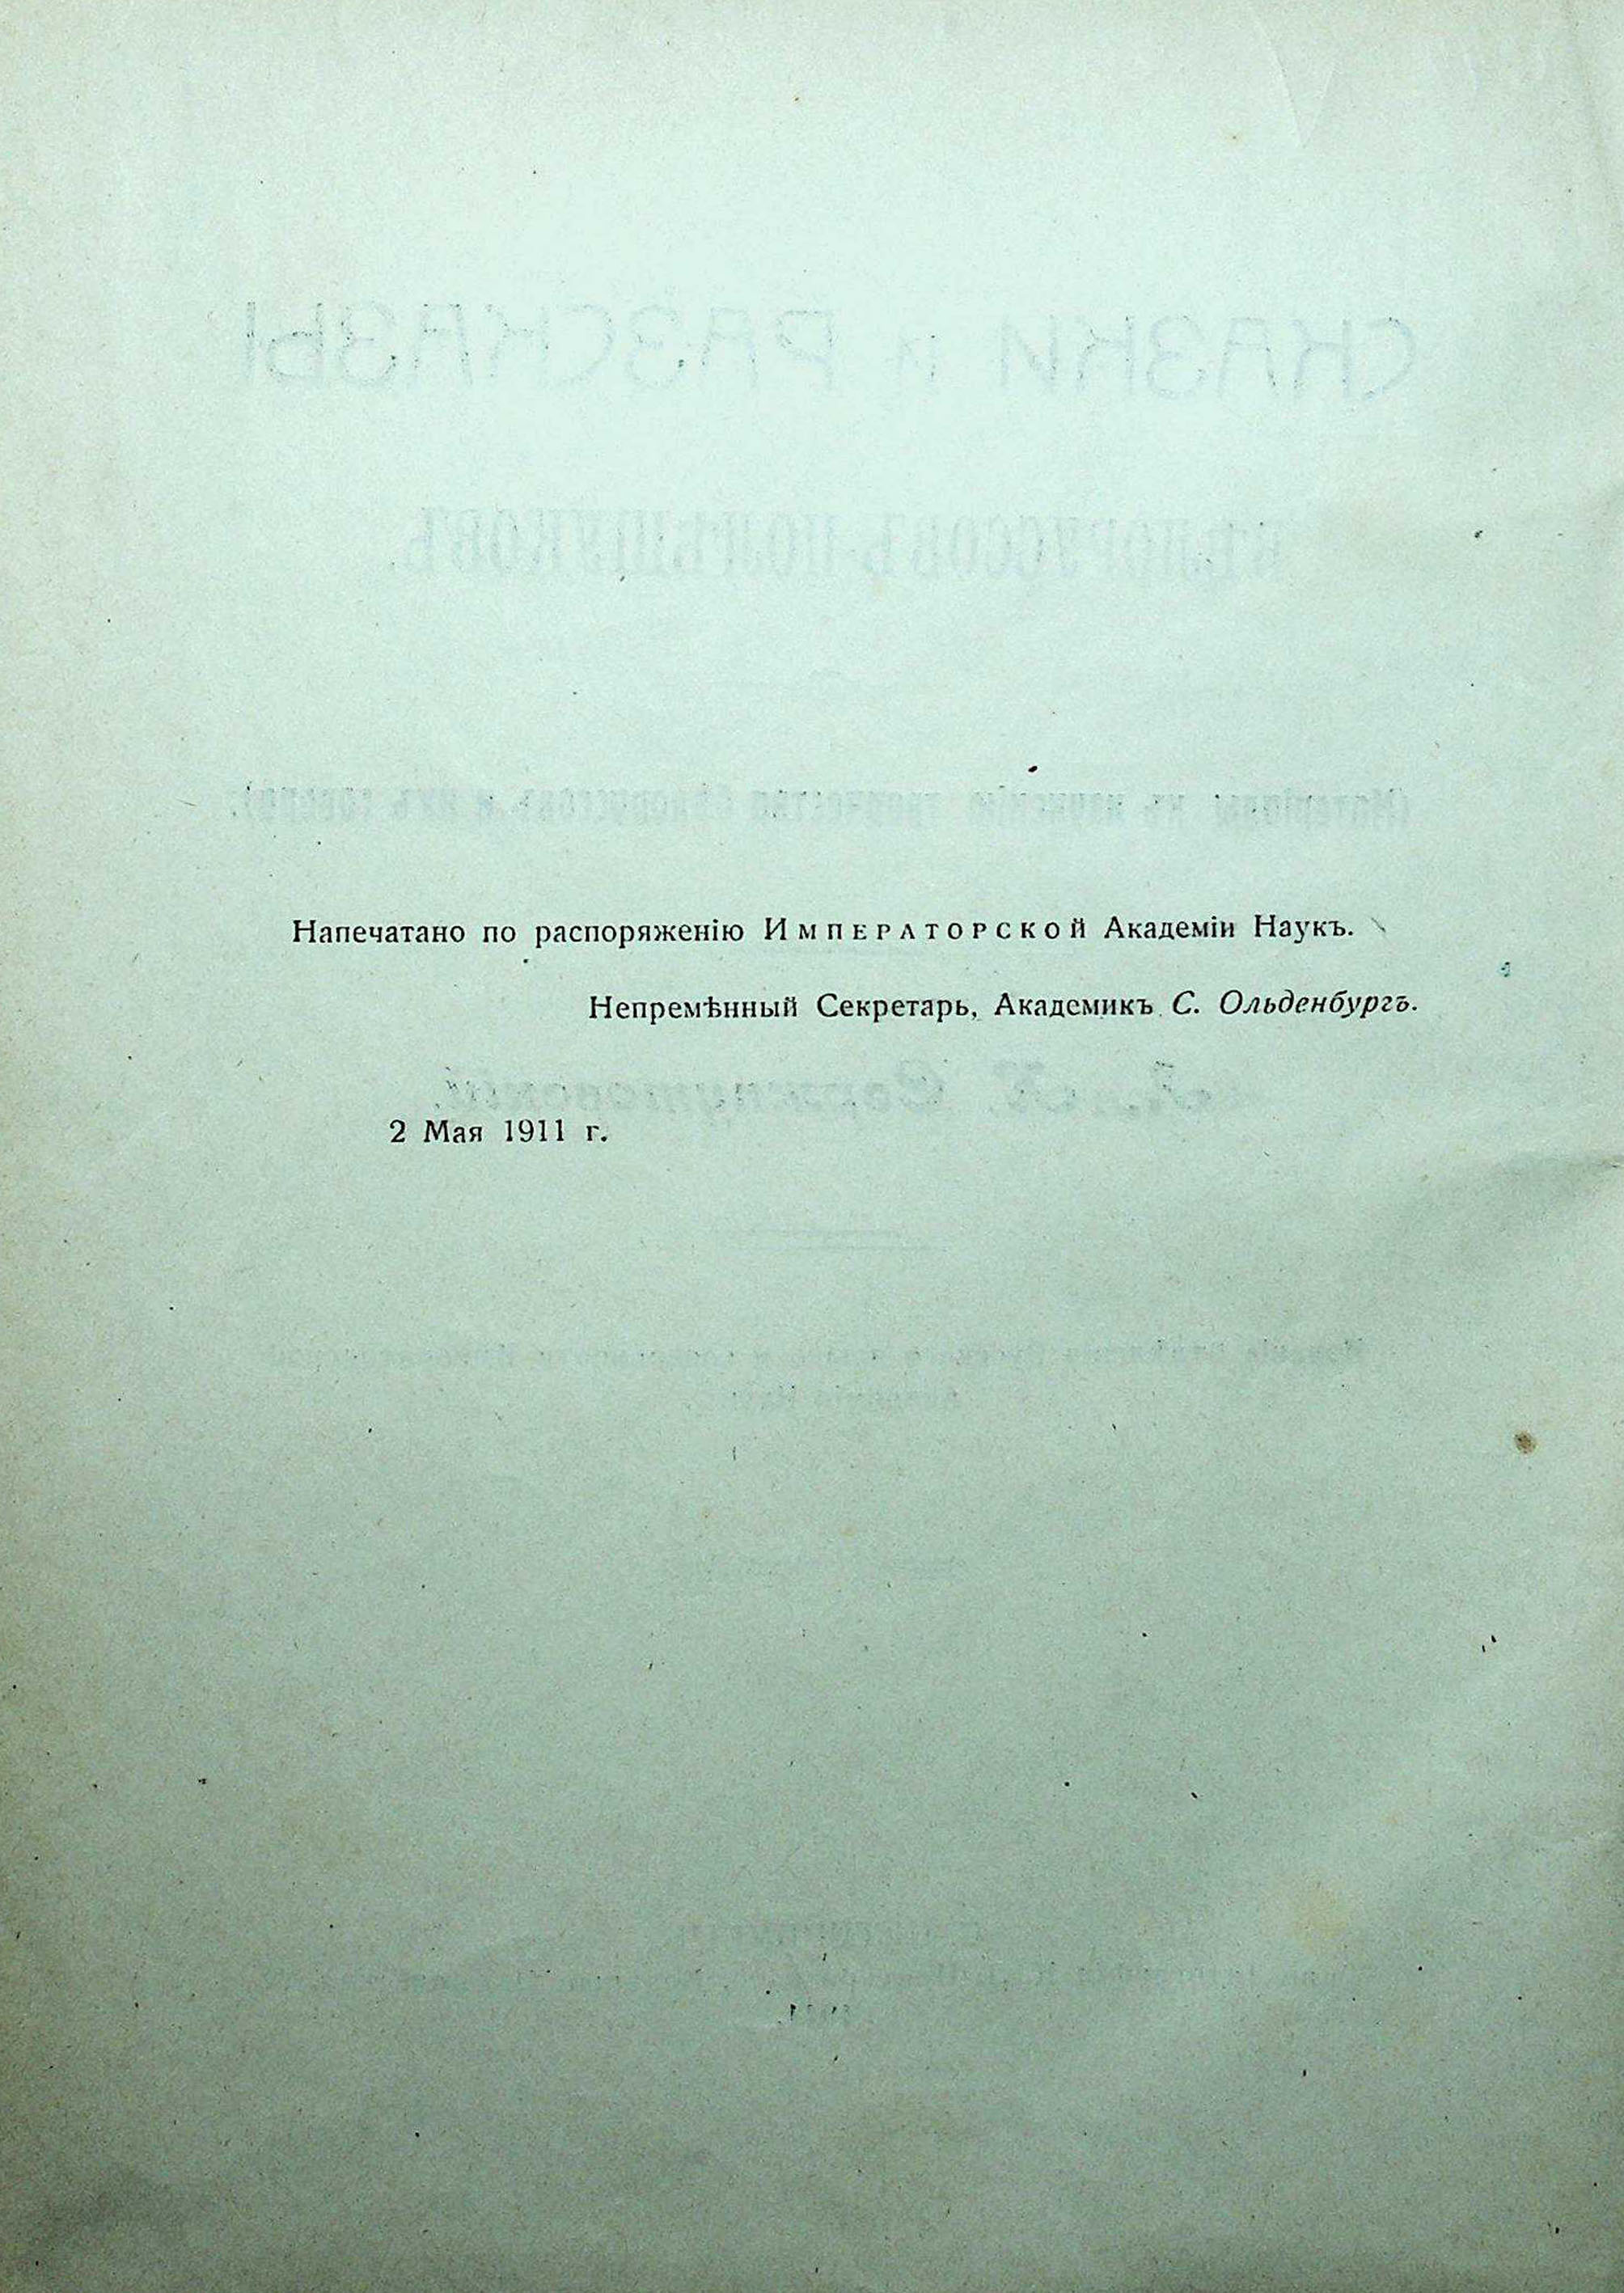 Напечатано по распоряженію Императорской Академіи Наукъ.
Непремѣнный Секретарь, Академикъ С. Ольденбургъ.
2 Мая 1911 г.